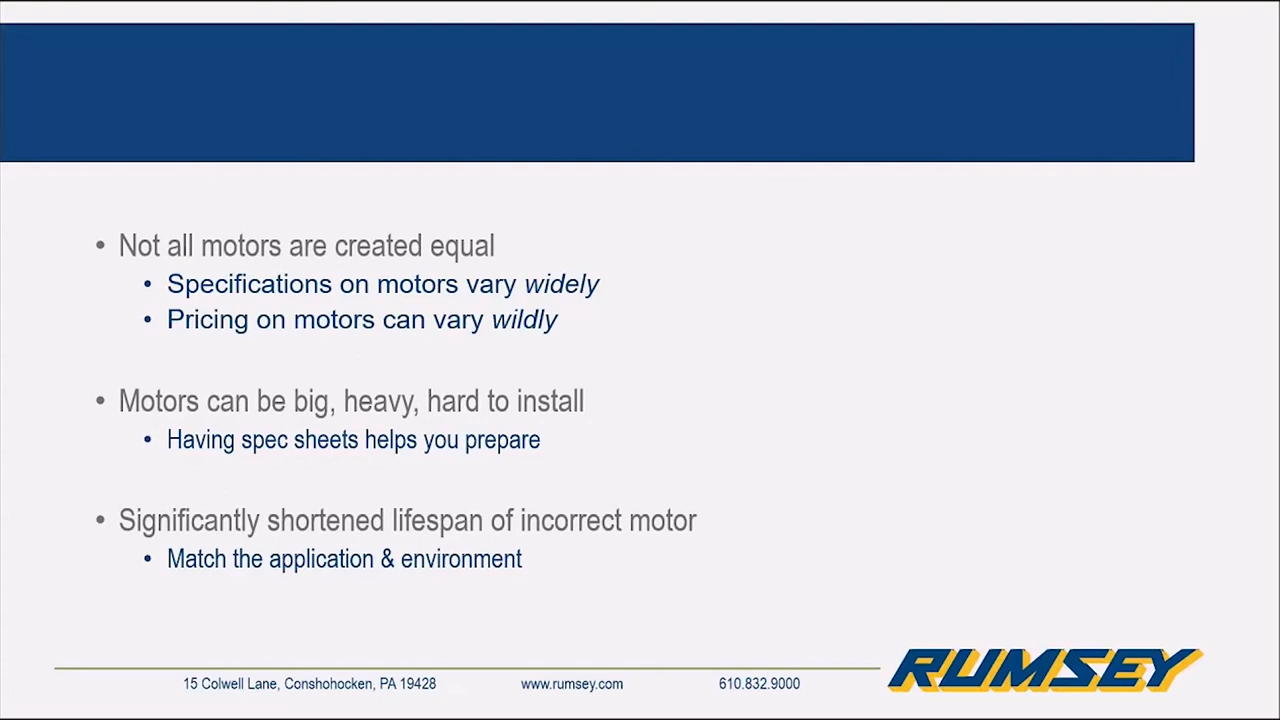 • Not all motors are created equal
• Specifications on motors vary widely
• Pricing on motors can vary wildly
• Motors can be big, heavy, hard to install
• Having spec sheets helps you prepare
• Significantly shortened lifespan of incorrect motor
• Match the application & environment
15 Colwell Lane, Conshohocken, PA 19428 www.rumsey.com 610.832.9000
RUMSEY